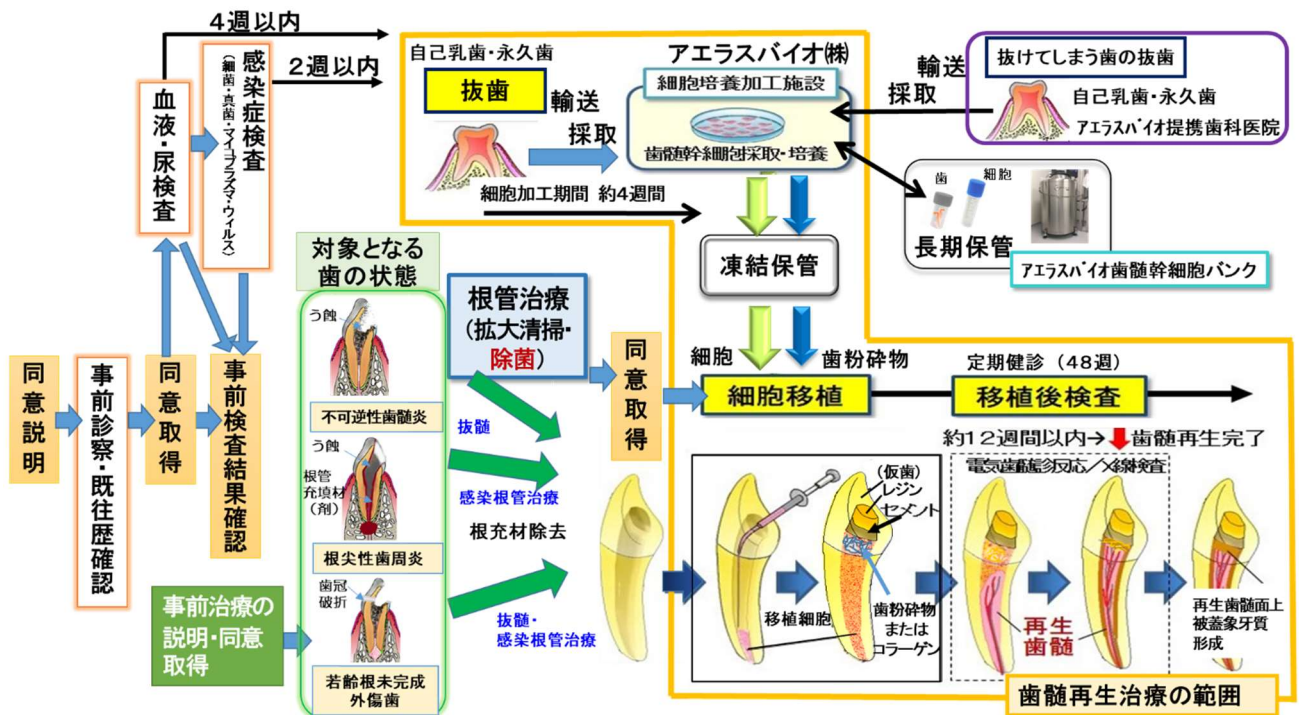 4週以内
2週以内
血液・尿検査
感染症検査
(細菌・真菌・マイコプラズマ・ウィルス)
同意説明
事前診察・既往歴確認
同意取得
事前検査結果確認
事前治療の
説明・同意
取得
対象となる
歯の状態
う蝕
不可逆性歯髄炎
う蝕
根管
充填材
(剤)
根尖性歯周炎
歯冠
破折
若齢根未完成
外傷歯
根管治療
(拡大清掃・
除菌)
抜髄
感染根管治療
根充材除去
抜髄・
感染根管治療
同意取得
自己乳歯・永久歯
抜歯
輸送
採取
細胞加工期間 約4週間
アエラスバイオ㈱
細胞培養加工施設
歯髄幹細胞採取・培養
輸送
採取
抜けてしまう歯の抜歯
自己乳歯・永久歯
アエラスバイオ提携歯科医院
歯
細胞
長期保管
アエラスバイオ歯髄幹細胞バンク
凍結保管
細胞
歯粉砕物
細胞移植
定期健診 (48週)
移植後検査
約12週間以内→
歯髄再生完了
電気歯髄診反応/X線検査
(仮歯)
レジン
セメント
移植細胞
歯粉砕物
または
コラーゲン
再生
歯髄
再生歯髄面上
被蓋象牙質
形成
歯髄再生治療の範囲